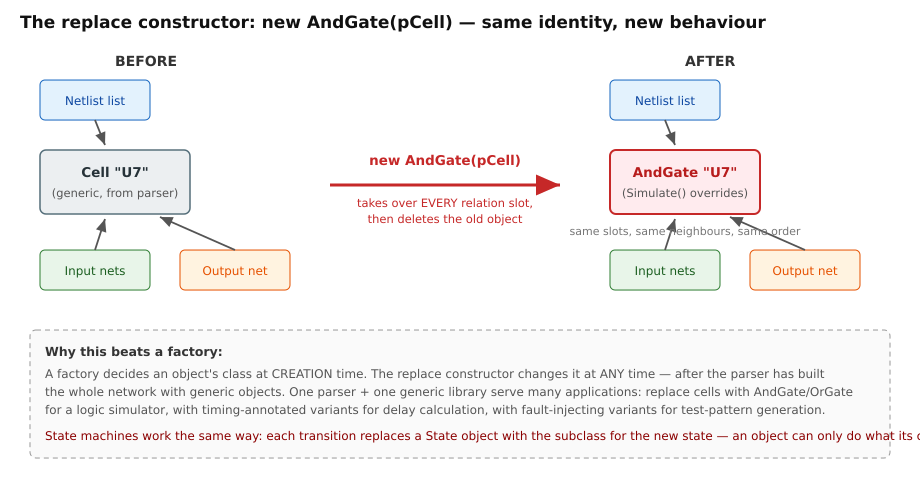 The replace constructor: new AndGate(pCell) — same identity, new behaviour
BEFORE
AFTER
Netlist list
Netlist list
Cell "U7"
(generic, from parser)
new AndGate(pCell)
takes over EVERY relation slot,
then deletes the old object
AndGate "U7"
(Simulate() overrides)
same slots, same neighbours, same order
Input nets
Output net
Input nets
Output net
Why this beats a factory:
A factory decides an object's class at CREATION time. The replace constructor changes it at ANY time — after the parser has built
the whole network with generic objects. One parser + one generic library serve many applications: replace cells with AndGate/OrGate
for a logic simulator, with timing-annotated variants for delay calculation, with fault-injecting variants for test-pattern generation.
State machines work the same way: each transition replaces a State object with the subclass for the new state — an object can only do what its